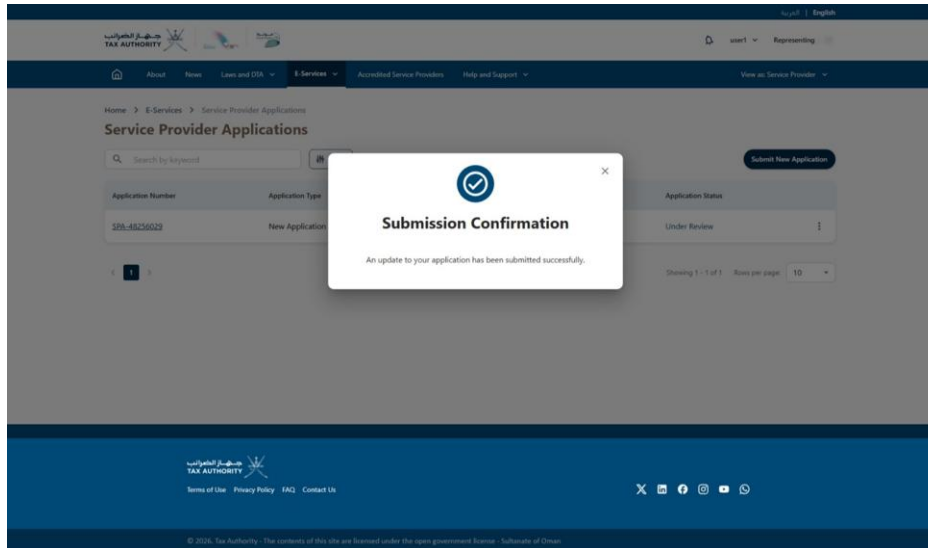 العربية | English
جهاز الضرائب
TAX AUTHORITY
user1
Representing
About News Laws and DTA E-Services Accredited Service Providers Help and Support View as: Service Provider
Home > E-Services > Service Provider Applications
Service Provider Applications
Search by keyword
Submit New Application
Application Number Application Type Application Status
SPA-48256029 New Application Under Review
Submission Confirmation
An update to your application has been submitted successfully.
1 Showing 1 - 1 of 1 Rows per page: 10
جهاز الضرائب
TAX AUTHORITY
Terms of Use Privacy Policy FAQ Contact Us
© 2026. Tax Authority - The contents of this site are licensed under the open government license - Sultanate of Oman